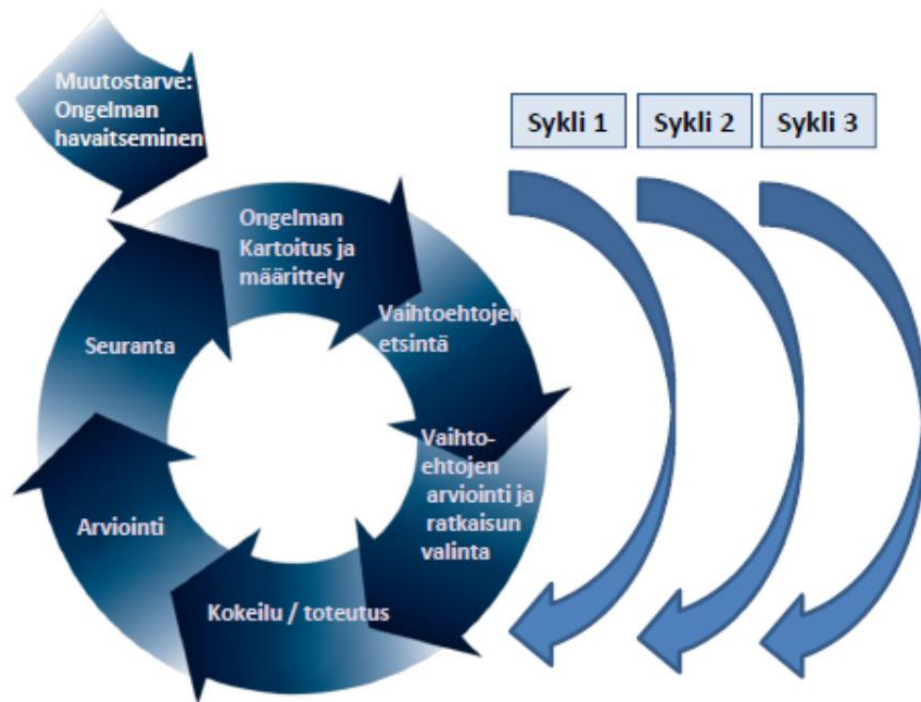 Muutostarve:
Ongelman
havaitseminen
Sykli 1
Sykli 2
Sykli 3
Ongelman
Kartoitus ja
määrittely
Vaihtoehtojen
etsintä
Vaihto-
ehtojen
arviointi ja
ratkaisun
valinta
Kokeilu / toteutus
Arviointi
Seuranta